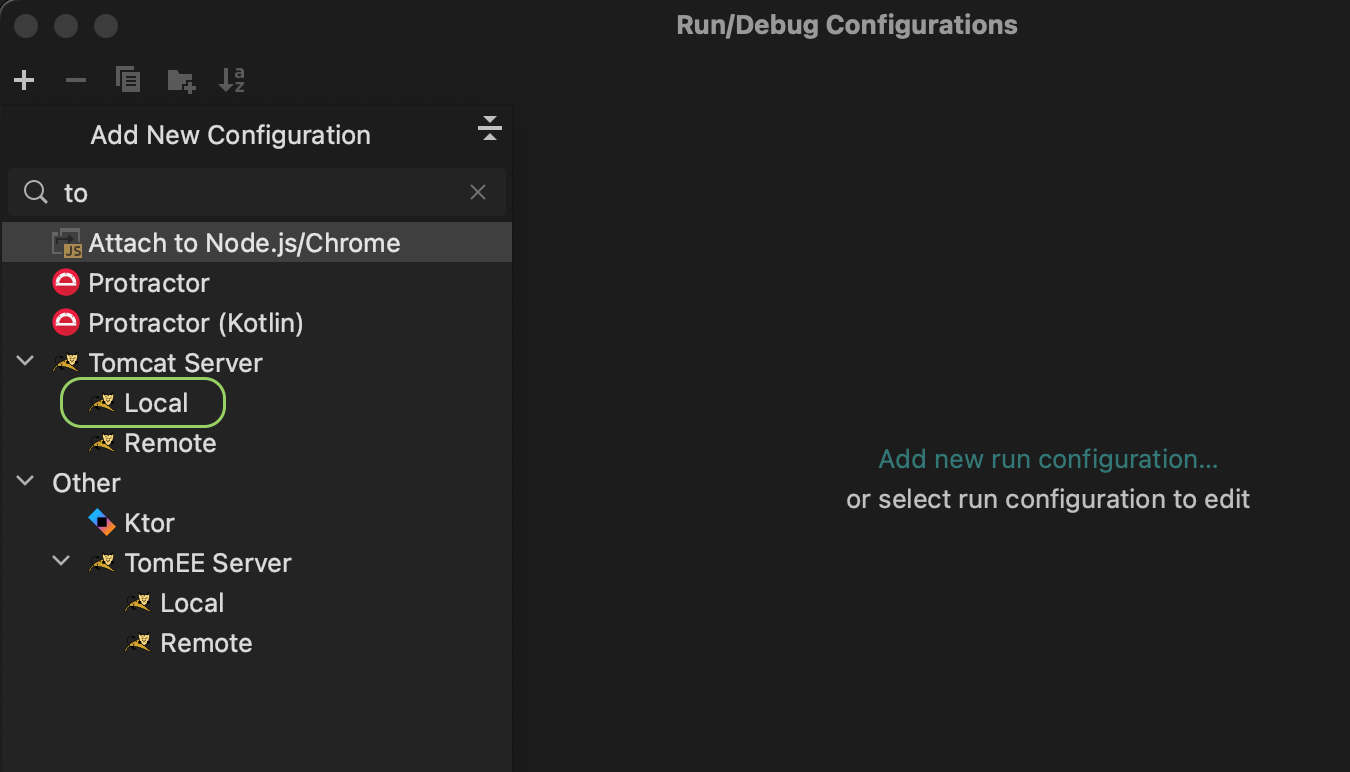 Run/Debug Configurations
Add New Configuration
to
Attach to Node.js/Chrome
Protractor
Protractor (Kotlin)
Tomcat Server
Local
Remote
Other
Ktor
TomEE Server
Local
Remote
Add new run configuration...
or select run configuration to edit